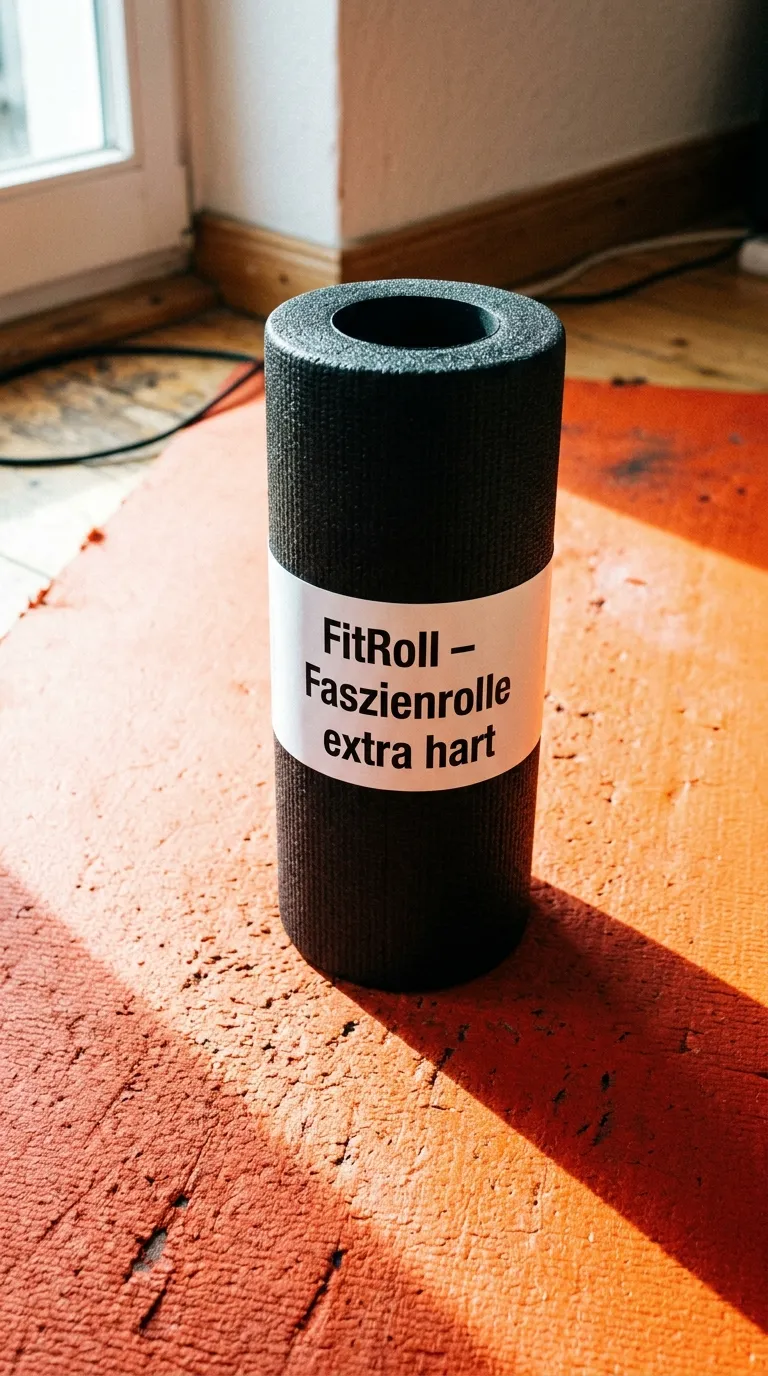 FitRoll –
Faszienrolle
extra hart